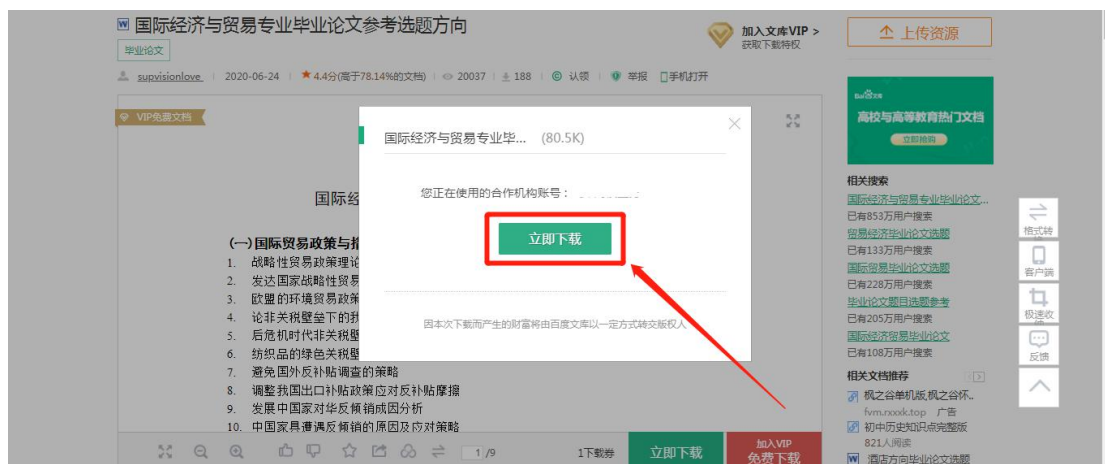 国际经济与贸易专业毕业论文参考选题方向
毕业论文
supvisionlove_ 2020-06-24 4.4分(高于78.14%的文档) 20037 188 认领 举报 手机打开
加入文库VIP >
获取下载特权
上传资源
VIP免费文档
国际经济与贸易专业毕... (80.5K)
您正在使用的合作机构账号：
立即下载
因本次下载而产生的财富将由百度文库以一定方式转交版权人
国际经
(一)国际贸易政策与措
1. 战略性贸易政策理论
2. 发达国家战略性贸易
3. 欧盟的环境贸易政策
4. 论非关税壁垒下的我
5. 后危机时代非关税壁
6. 纺织品的绿色关税壁
7. 避免国外反补贴调查的策略
8. 调整我国出口补贴政策应对反补贴摩擦
9. 发展中国家对华反倾销成因分析
10. 中国家具遭遇反倾销的原因及应对策略
1 /9
1下载券
立即下载
加入VIP
免费下载
Bai文库
高校与高等教育热门文档
立即抢购
相关搜索
国际经济与贸易专业毕业论文...
已有853万用户搜索
贸易经济毕业论文选题
已有133万用户搜索
国际贸易毕业论文选题
已有228万用户搜索
毕业论文题目选题参考
已有205万用户搜索
国际经济贸易毕业论文
已有108万用户搜索
相关文档推荐
枫之谷单机版,枫之谷怀..
fvm.rxxxk.top 广告
初中历史知识点完整版
821人阅读
酒店方向毕业论文选题
格式转
客户端
极速收
反馈